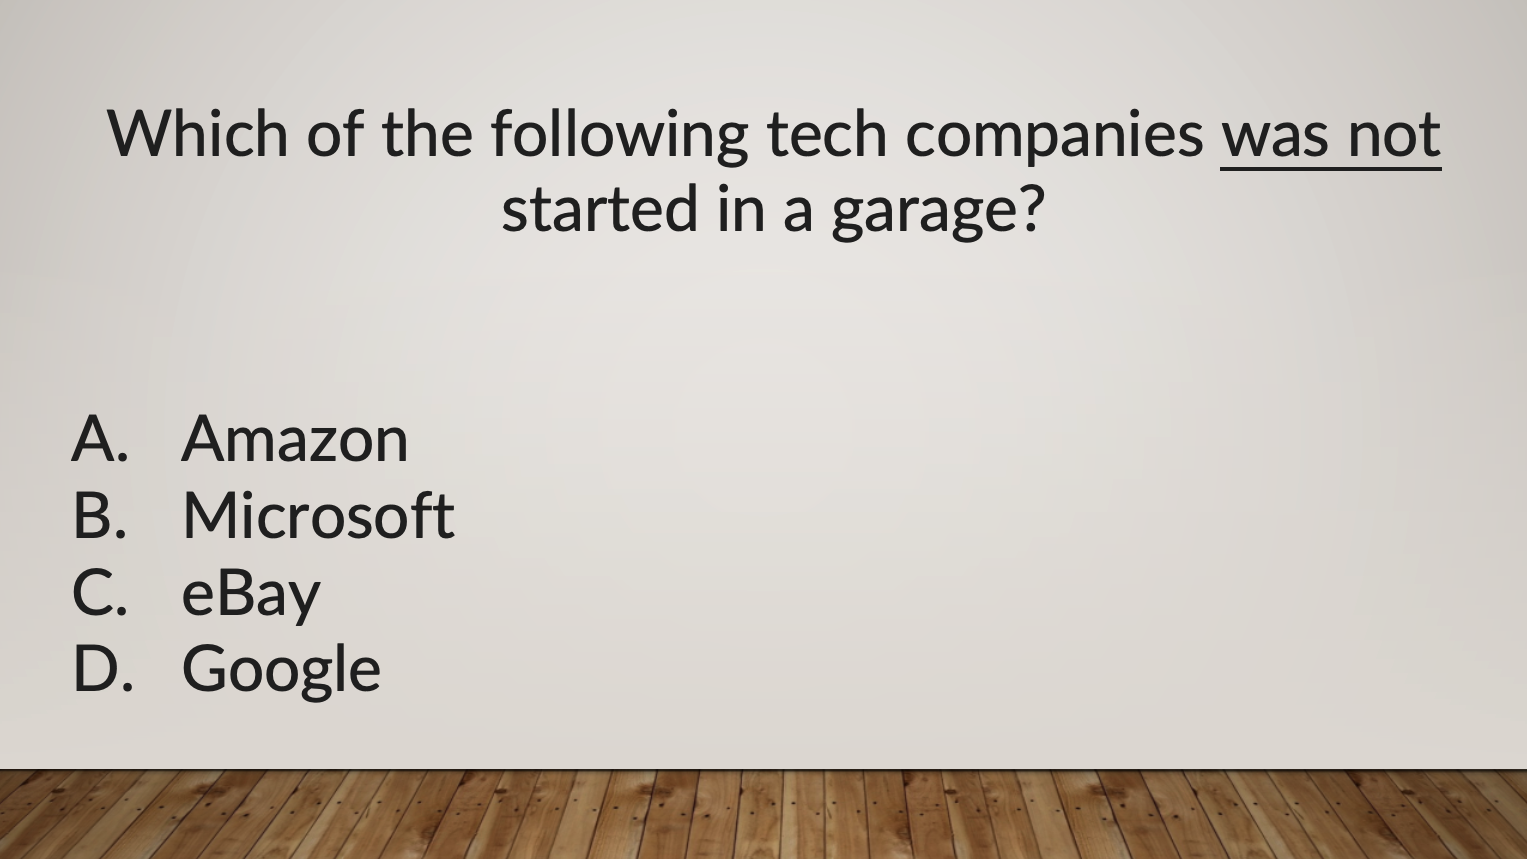 Which of the following tech companies was not
started in a garage?
A. Amazon
B. Microsoft
C. eBay
D. Google